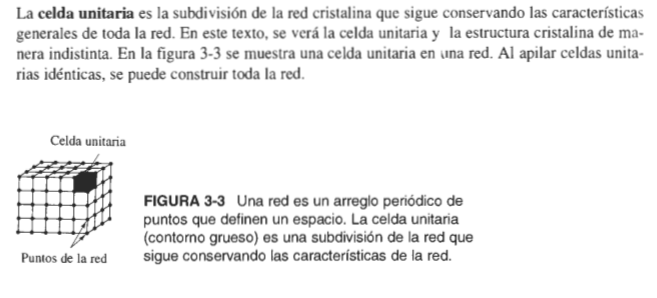 La celda unitaria es la subdivisión de la red cristalina que sigue conservando las características
generales de toda la red. En este texto, se verá la celda unitaria y la estructura cristalina de ma-
nera indistinta. En la figura 3-3 se muestra una celda unitaria en una red. Al apilar celdas unita-
rias idénticas, se puede construir toda la red.
Celda unitaria
Puntos de la red
FIGURA 3-3 Una red es un arreglo periódico de
puntos que definen un espacio. La celda unitaria
(contorno grueso) es una subdivisión de la red que
sigue conservando las características de la red.